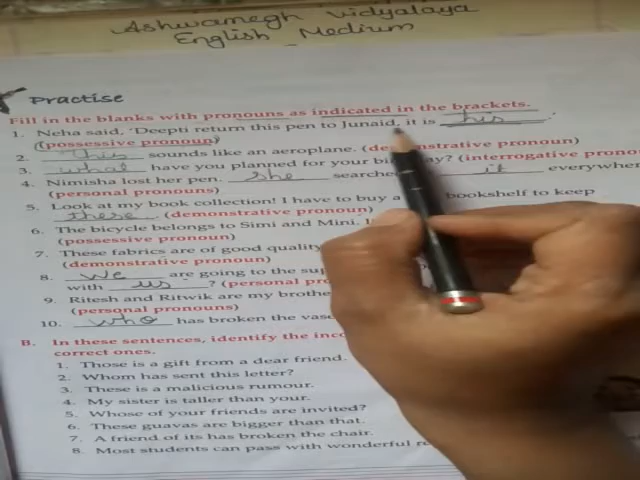 Ashwamegh Vidyalaya
English Medium
Practise
Fill in the blanks with pronouns as indicated in the brackets.
1. Neha said, 'Deepti return this pen to Junaid, it is his.
(possessive pronoun)
2. This sounds like an aeroplane. (demonstrative pronoun)
3. what have you planned for your day? (interrogative pronou
4. Nimisha lost her pen. she searche it everywher
(personal pronouns)
5. Look at my book collection! I have to buy a bookshelf to keep
these. (demonstrative pronoun)
6. The bicycle belongs to Simi and Mini.
(possessive pronoun)
7. These fabrics are of good quality
(demonstrative pronoun)
8. We are going to the su
with us? (personal pro
9. Ritesh and Ritwik are my brothe
(personal pronouns)
10. who has broken the vase
B. In these sentences, identify the inco
correct ones.
1. Those is a gift from a dear friend.
2. Whom has sent this letter?
3. These is a malicious rumour.
4. My sister is taller than your.
5. Whose of your friends are invited?
6. These guavas are bigger than that.
7. A friend of its has broken the chair.
8. Most students can pass with wonderful re